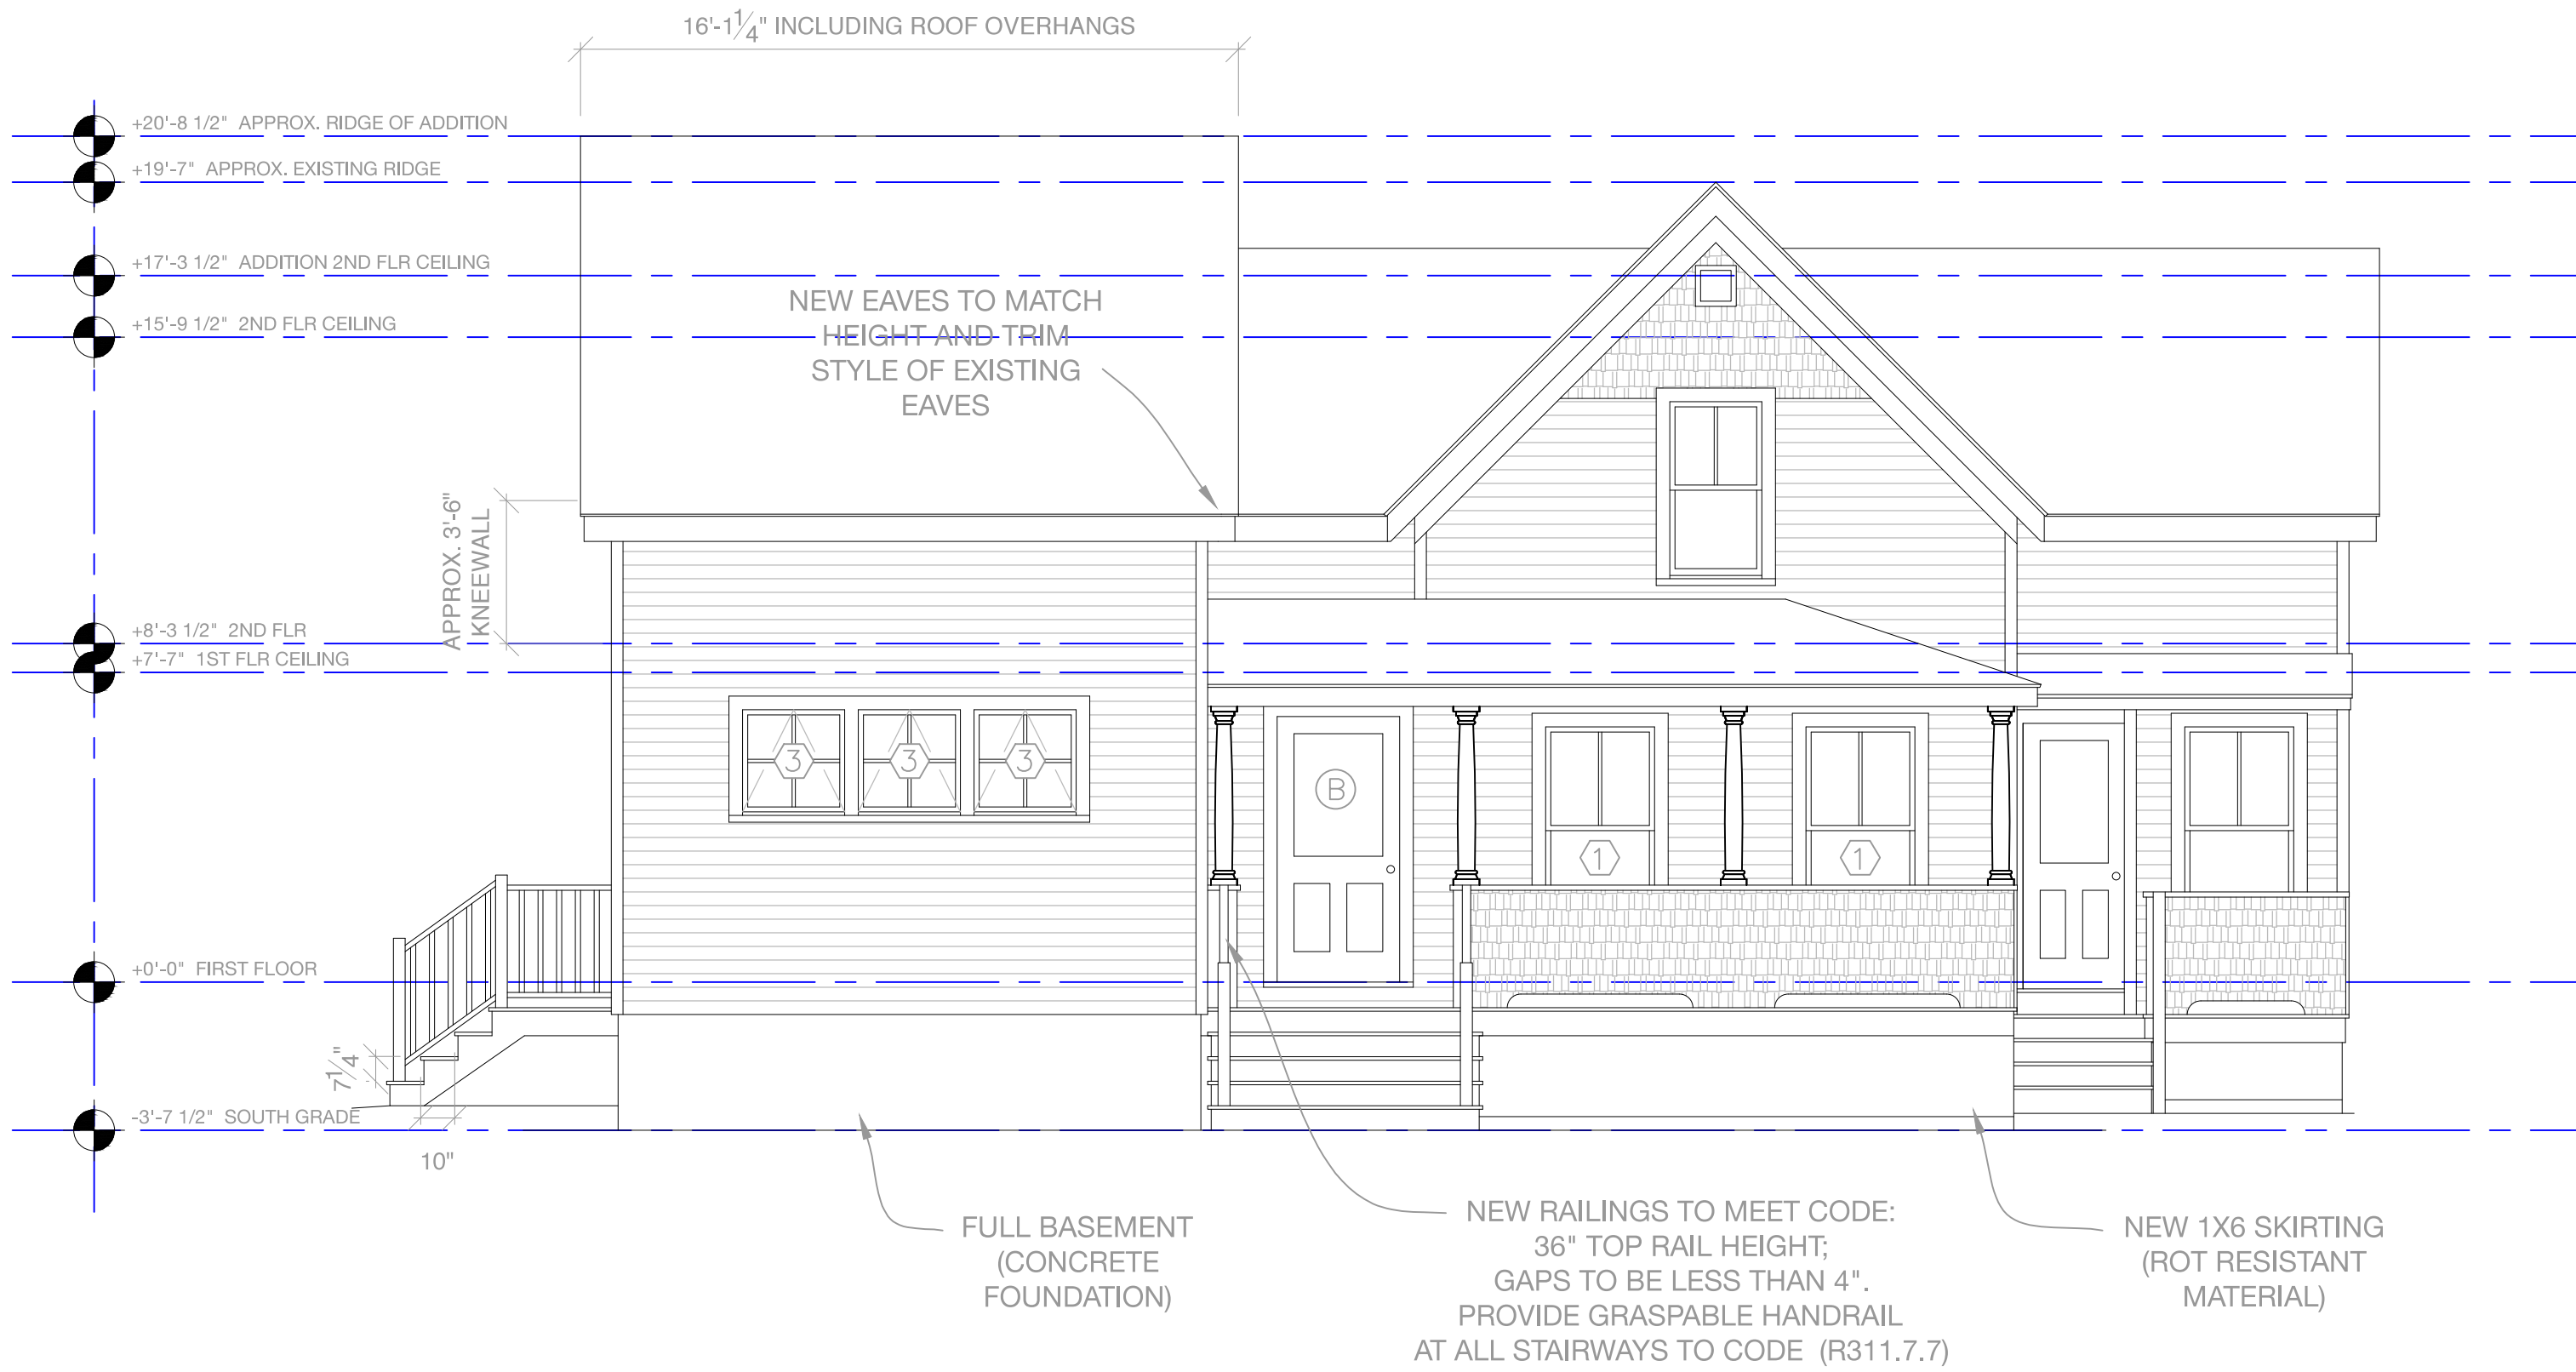 16'-1 1/4" INCLUDING ROOF OVERHANGS
+20'-8 1/2" APPROX. RIDGE OF ADDITION
+19'-7" APPROX. EXISTING RIDGE
+17'-3 1/2" ADDITION 2ND FLR CEILING
+15'-9 1/2" 2ND FLR CEILING
NEW EAVES TO MATCH
HEIGHT AND TRIM
STYLE OF EXISTING
EAVES
APPROX. 3'-6"
KNEEWALL
+8'-3 1/2" 2ND FLR
+7'-7" 1ST FLR CEILING
3
3
3
B
1
1
+0'-0" FIRST FLOOR
7 1/4"
-3'-7 1/2" SOUTH GRADE
10"
FULL BASEMENT
(CONCRETE
FOUNDATION)
NEW RAILINGS TO MEET CODE:
36" TOP RAIL HEIGHT;
GAPS TO BE LESS THAN 4".
PROVIDE GRASPABLE HANDRAIL
AT ALL STAIRWAYS TO CODE (R311.7.7)
NEW 1X6 SKIRTING
(ROT RESISTANT
MATERIAL)